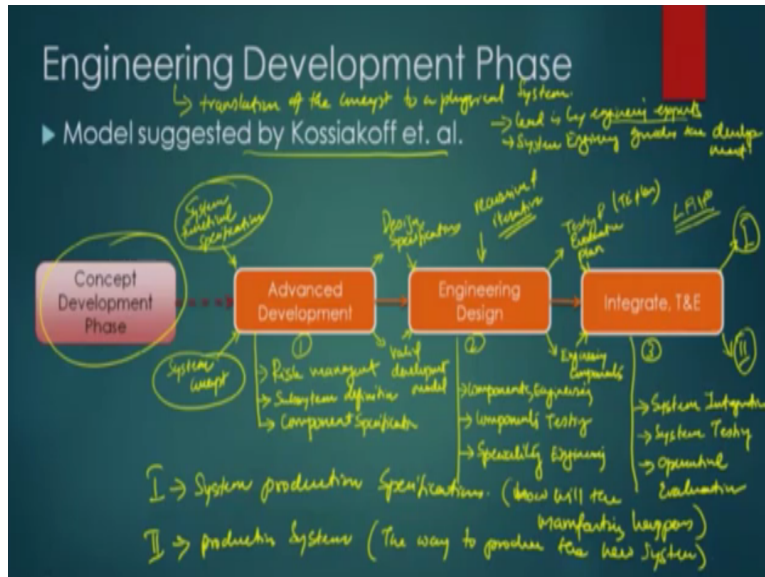 Engineering Development Phase
↳ translation of the concept to a physical system.
→ Lead is by engineering experts
▶ Model suggested by Kossiakoff et. al.
→ System Engineering guides the development
System functional specifications
Design Specifications
recursive & iterative
Testing & Evaluation plan
(TE plan)
I
Concept Development Phase
Advanced Development
Engineering Design
Integrate, T&E
System concept
①
valid development model
②
Engineering components
③
II
→ Risk management
→ Subsystem definition
→ Component Specification
→ Components, Engineering
→ Components Testing
→ Speciality Engineering
→ System Integration
→ System Testing
→ Operational Evaluation
I → System production Specifications. (how will the manufacturing happen)
II → production System (The way to produce the new system)